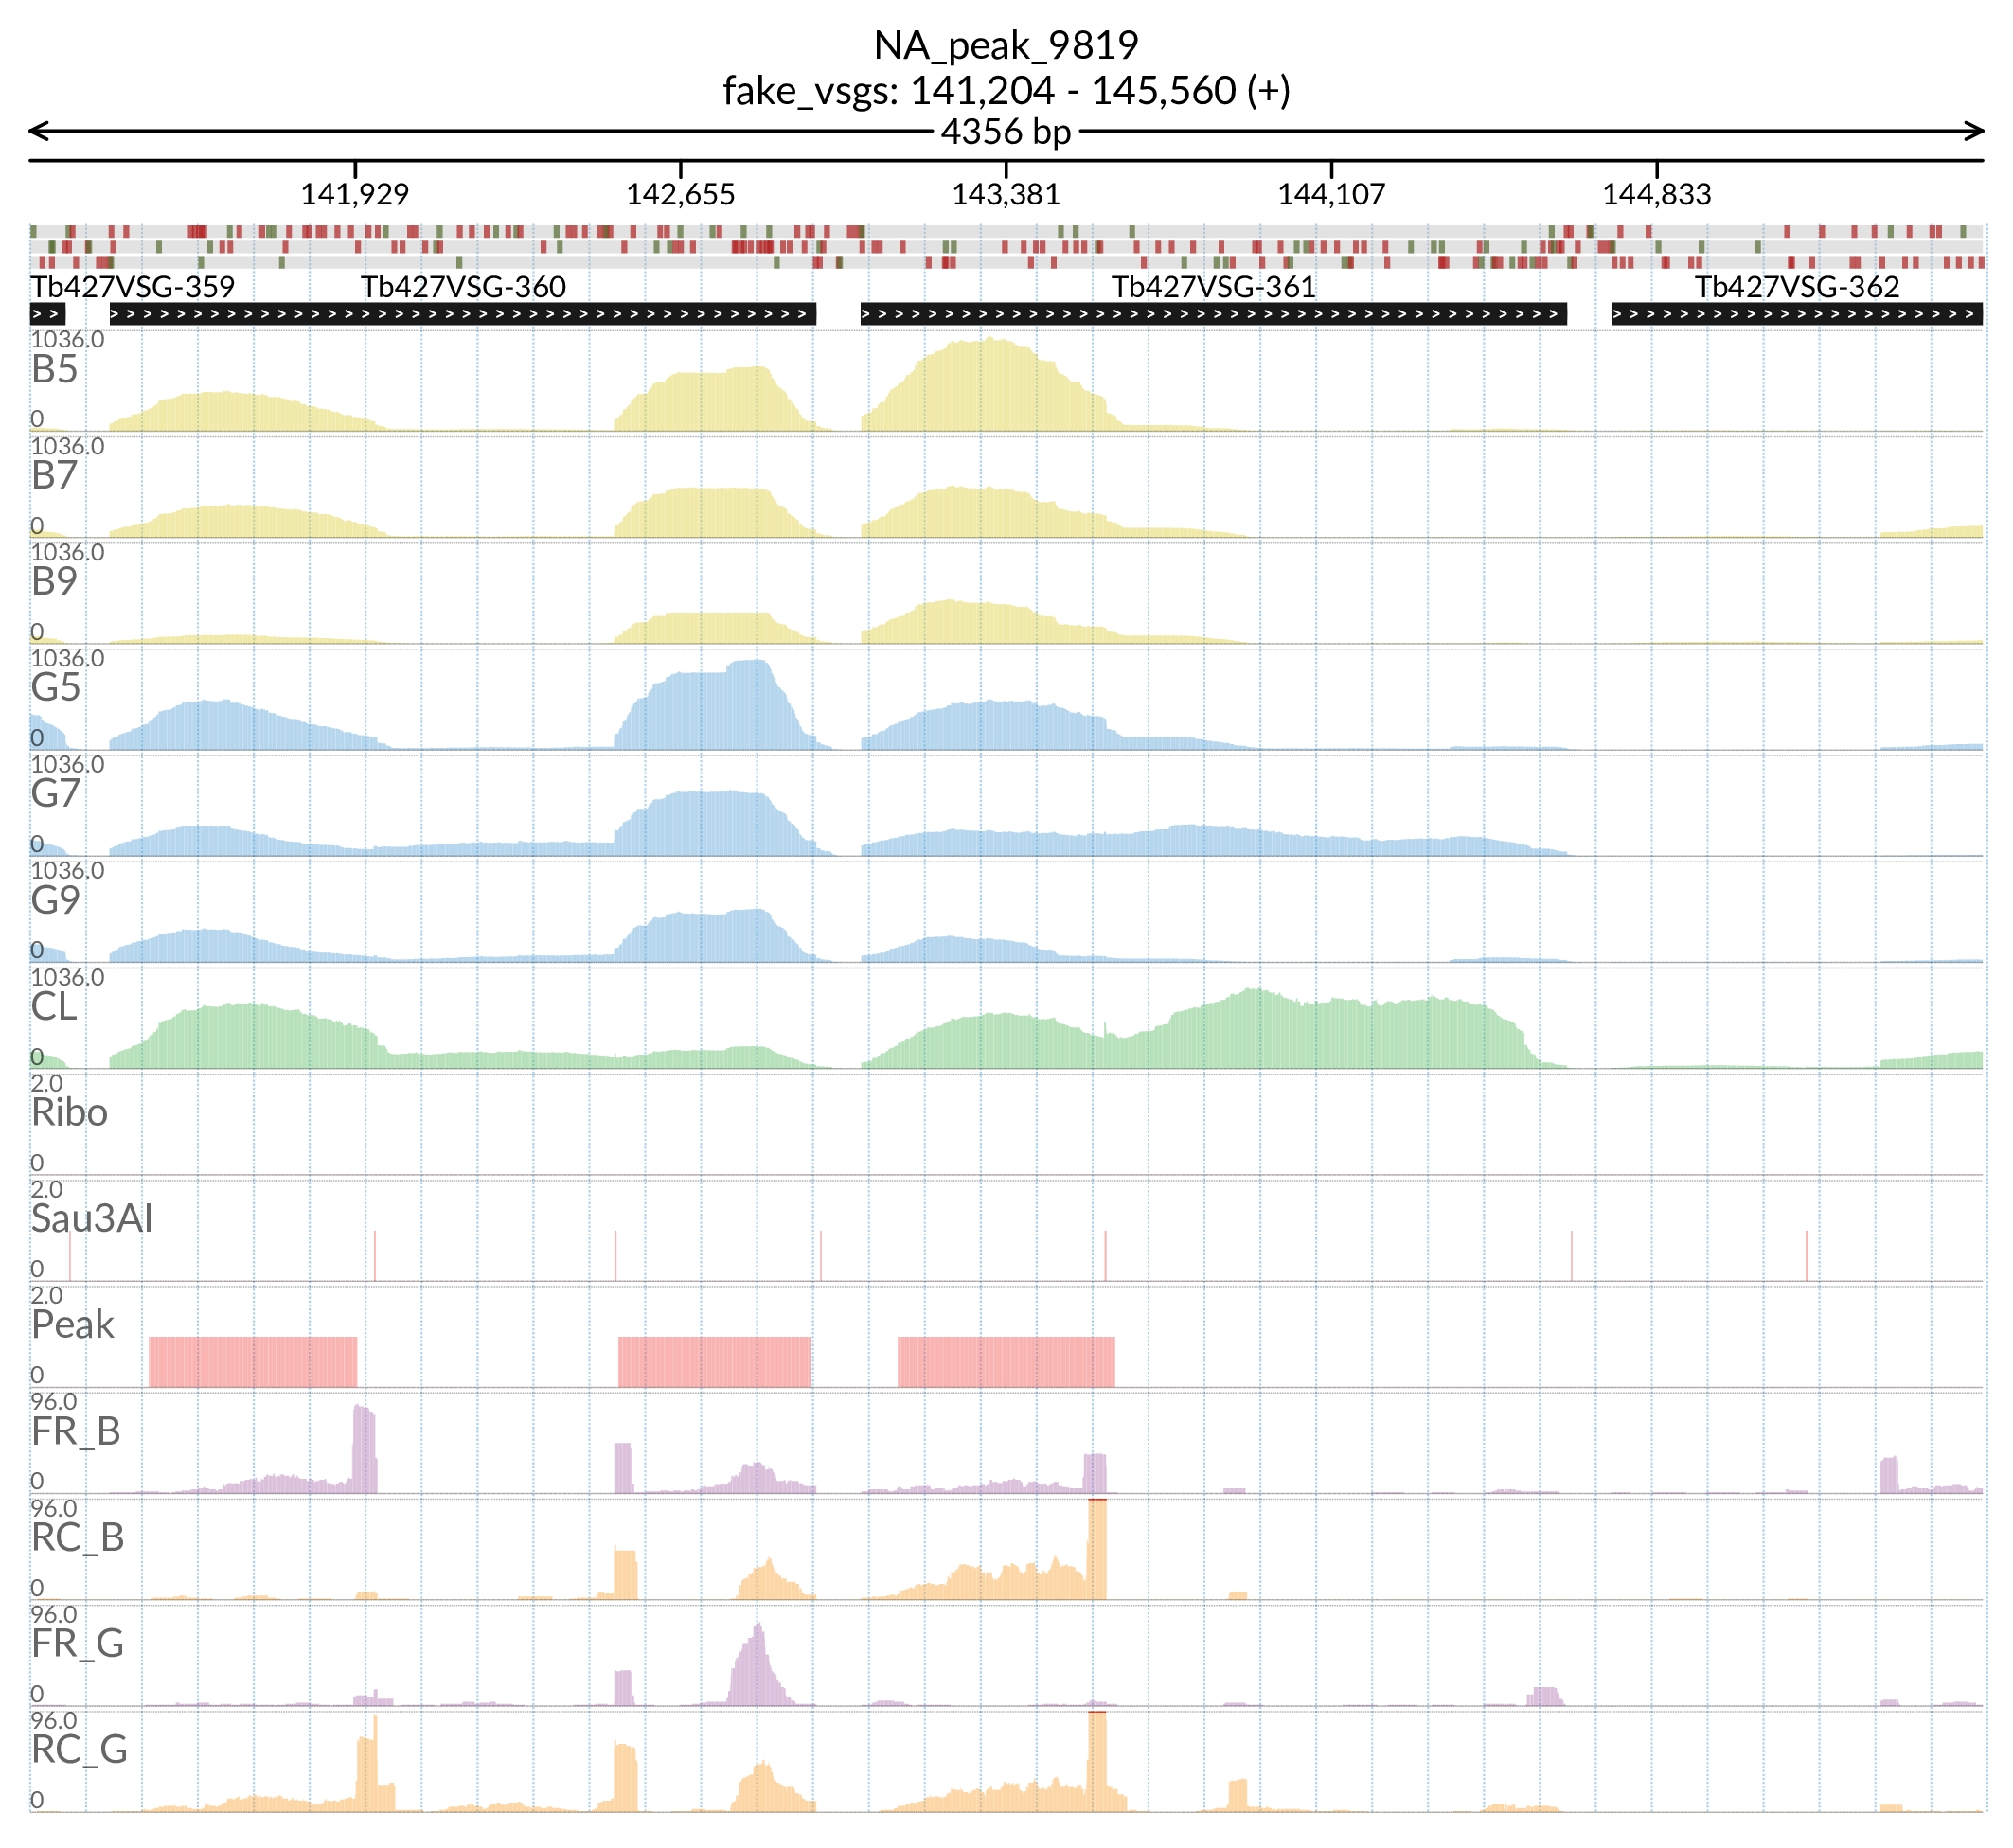 NA_peak_9819
fake_vsgs: 141,204 - 145,560 (+)
4356 bp
141,929 142,655 143,381 144,107 144,833
Tb427VSG-359 Tb427VSG-360 Tb427VSG-361 Tb427VSG-362
1036.0
B5
0
1036.0
B7
0
1036.0
B9
0
1036.0
G5
0
1036.0
G7
0
1036.0
G9
0
1036.0
CL
0
2.0
Ribo
0
2.0
Sau3AI
0
2.0
Peak
0
96.0
FR_B
0
96.0
RC_B
0
96.0
FR_G
0
96.0
RC_G
0